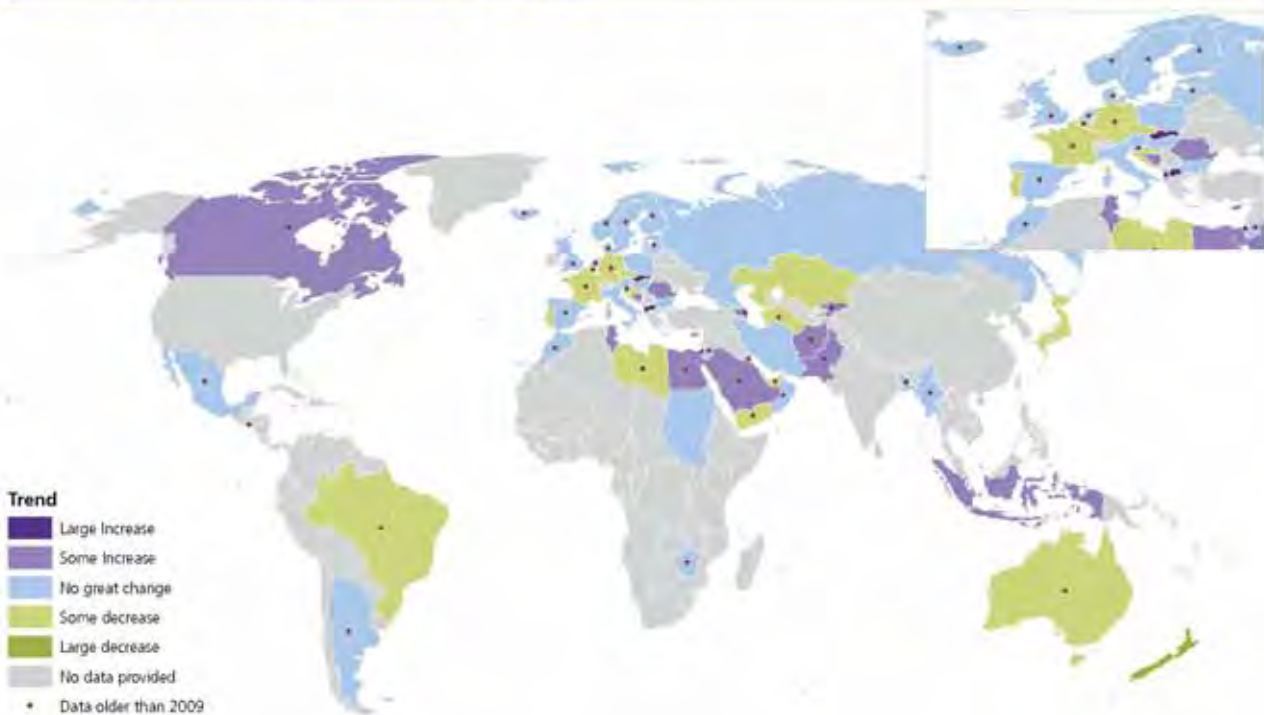 Trend
Large Increase
Some Increase
No great change
Some decrease
Large decrease
No data provided
Data older than 2009